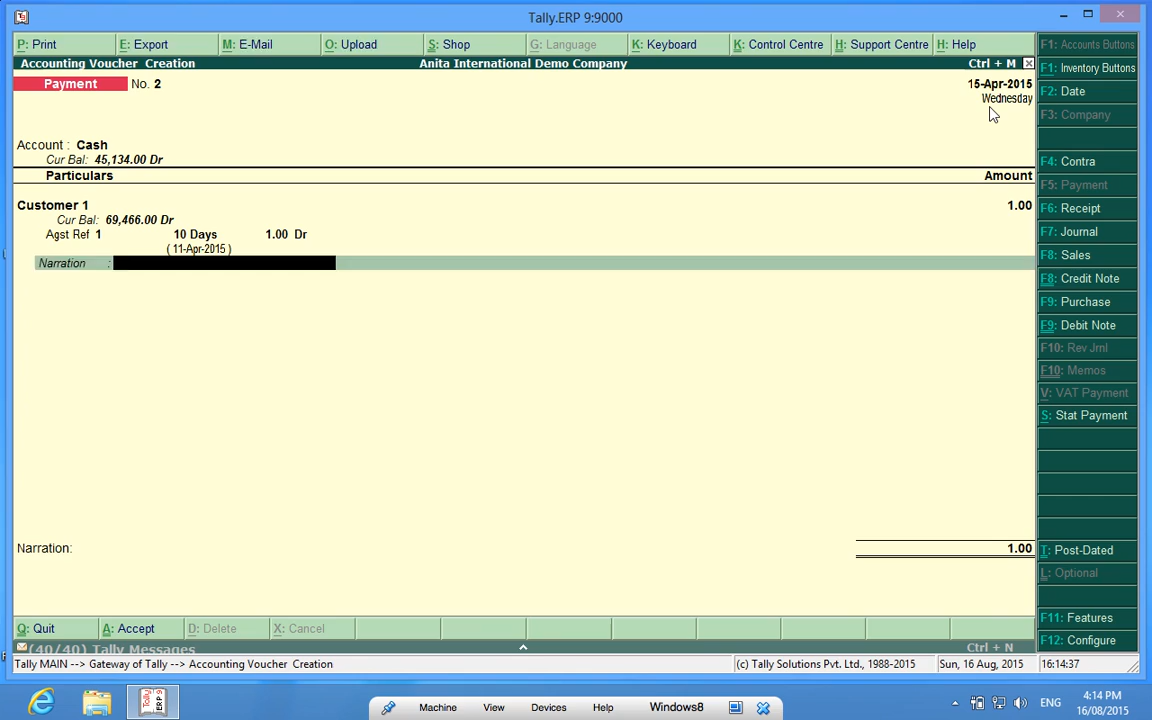 Tally.ERP 9:9000
P: Print E: Export M: E-Mail O: Upload S: Shop G: Language K: Keyboard K: Control Centre H: Support Centre H: Help
Accounting Voucher Creation Anita International Demo Company Ctrl + M
Payment No. 2 15-Apr-2015
Wednesday
Account : Cash
Cur Bal: 45,134.00 Dr
Particulars Amount
Customer 1 1.00
Cur Bal: 69,466.00 Dr
Agst Ref 1 10 Days 1.00 Dr
( 11-Apr-2015 )
Narration :
Narration: 1.00
Q: Quit A: Accept D: Delete X: Cancel
(40/40) Tally Messages Ctrl + N
Tally MAIN --> Gateway of Tally --> Accounting Voucher Creation (c) Tally Solutions Pvt. Ltd., 1988-2015 Sun, 16 Aug, 2015 16:14:37
F1: Accounts Buttons
F1: Inventory Buttons
F2: Date
F3: Company
F4: Contra
F5: Payment
F6: Receipt
F7: Journal
F8: Sales
F8: Credit Note
F9: Purchase
F9: Debit Note
F10: Rev Jrnl
F10: Memos
V: VAT Payment
S: Stat Payment
T: Post-Dated
L: Optional
F11: Features
F12: Configure
Machine View Devices Help Windows8
ENG
4:14 PM
16/08/2015